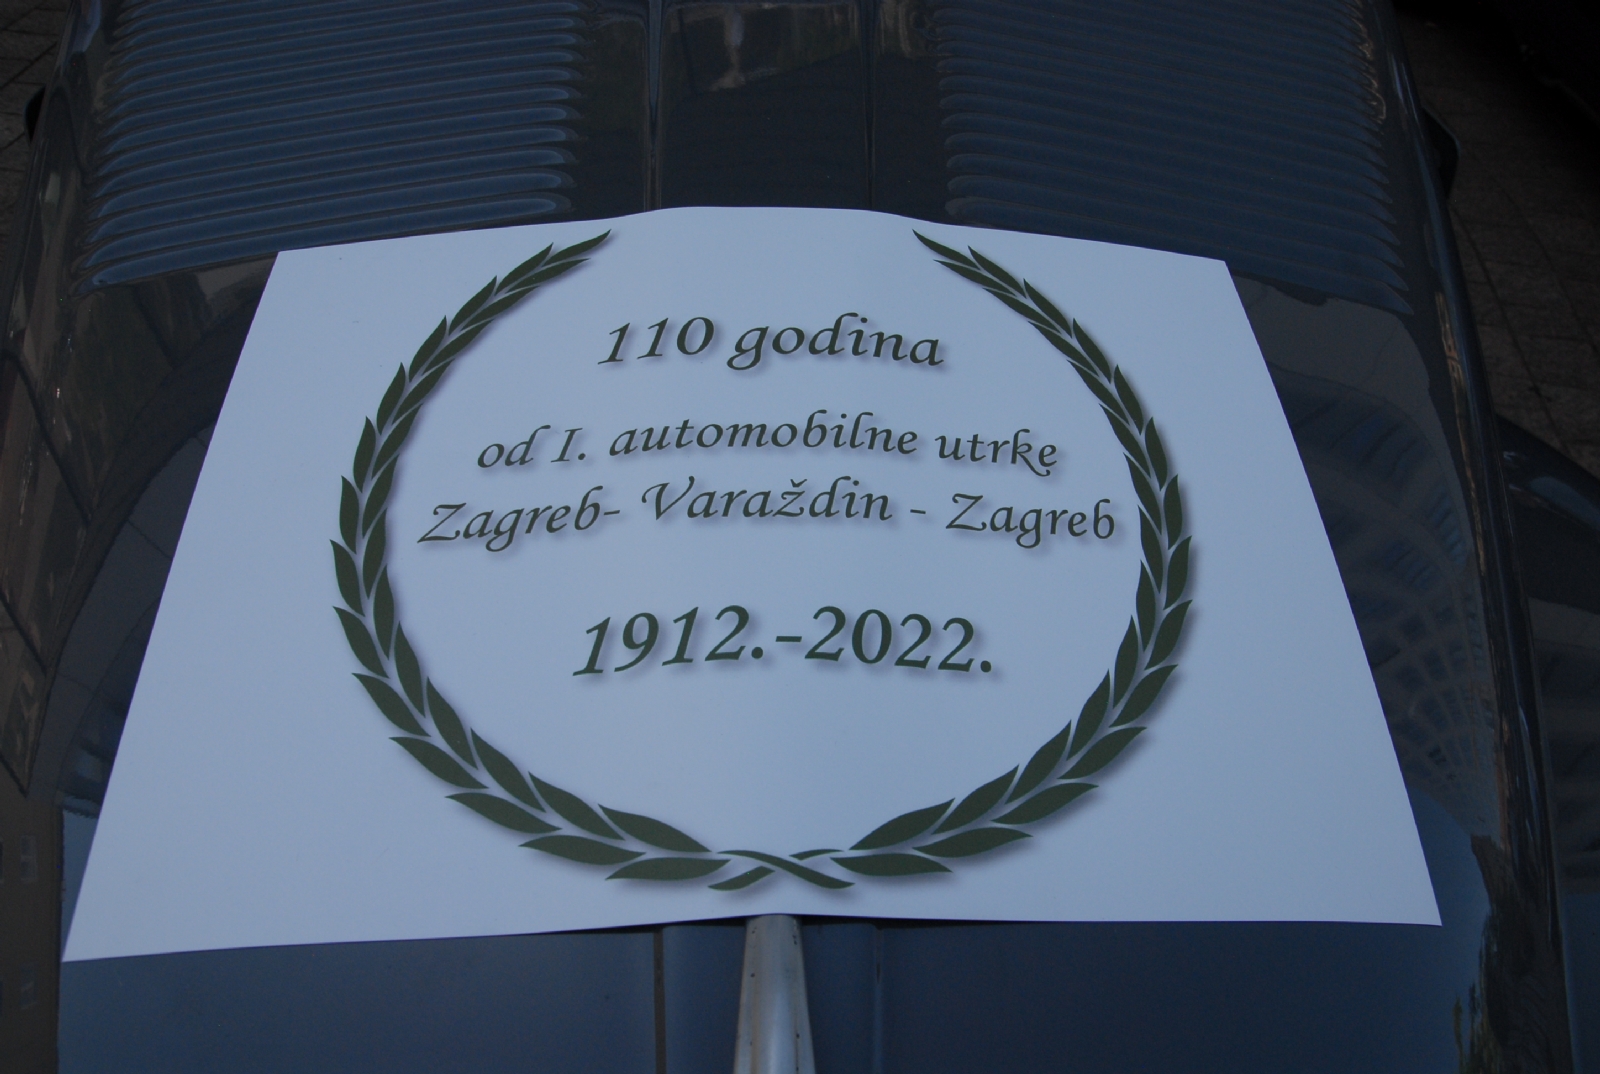 110 godina
od I. automobilne utrke
Zagreb- Varaždin - Zagreb
1912.-2022.